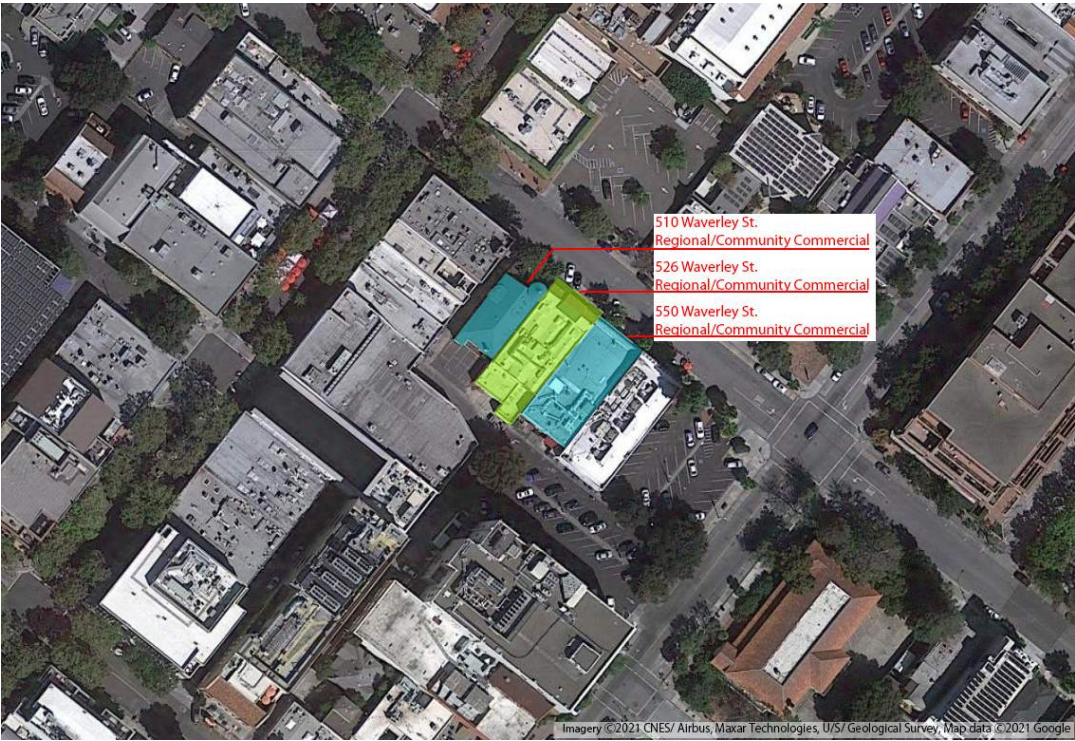 510 Waverley St.
Regional/Community Commercial
526 Waverley St.
Regional/Community Commercial
550 Waverley St.
Regional/Community Commercial
Imagery ©2021 CNES/ Airbus, Maxar Technologies, U/S/ Geological Survey, Map data ©2021 Google